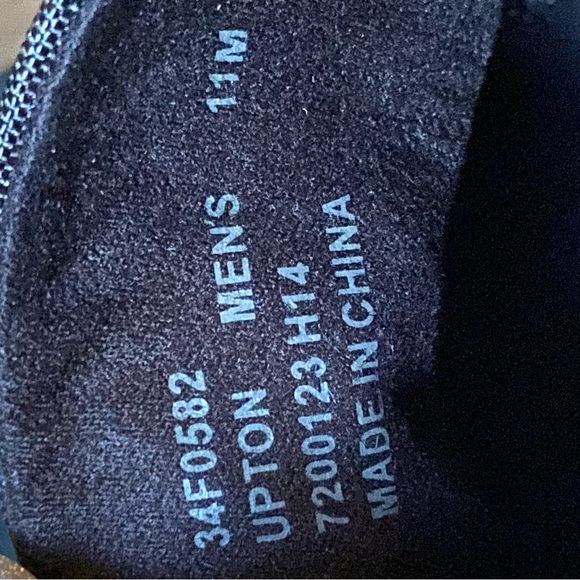 34F0582 MENS 11M
UPTON
7200123 H14
MADE IN CHINA